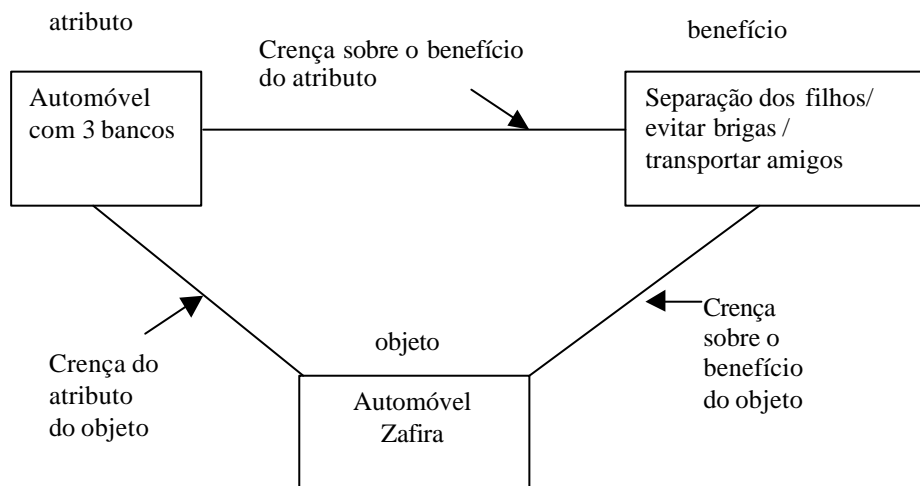 atributo
benefício
Crença sobre o benefício
do atributo
Automóvel
com 3 bancos
Separação dos filhos/
evitar brigas /
transportar amigos
Crença do
atributo
do objeto
objeto
Crença
sobre o
benefício
do objeto
Automóvel
Zafira